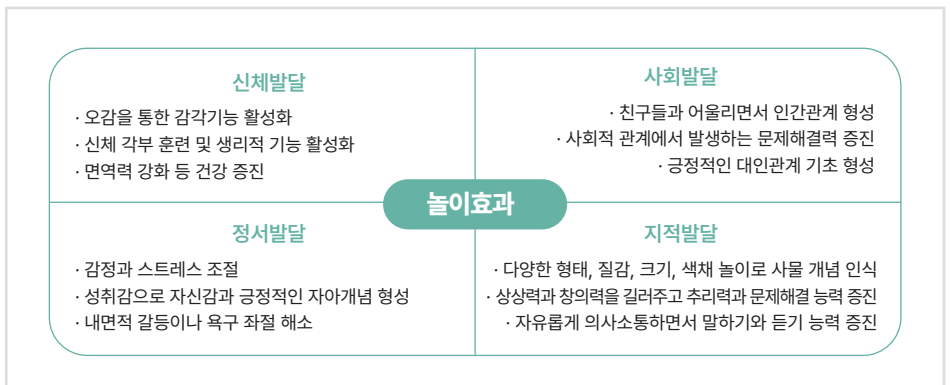 신체발달
· 오감을 통한 감각기능 활성화
· 신체 각부 훈련 및 생리적 기능 활성화
· 면역력 강화 등 건강 증진
사회발달
· 친구들과 어울리면서 인간관계 형성
· 사회적 관계에서 발생하는 문제해결력 증진
· 긍정적인 대인관계 기초 형성
놀이효과
정서발달
· 감정과 스트레스 조절
· 성취감으로 자신감과 긍정적인 자아개념 형성
· 내면적 갈등이나 욕구 좌절 해소
지적발달
· 다양한 형태, 질감, 크기, 색채 놀이로 사물 개념 인식
· 상상력과 창의력을 길러주고 추리력과 문제해결 능력 증진
· 자유롭게 의사소통하면서 말하기와 듣기 능력 증진